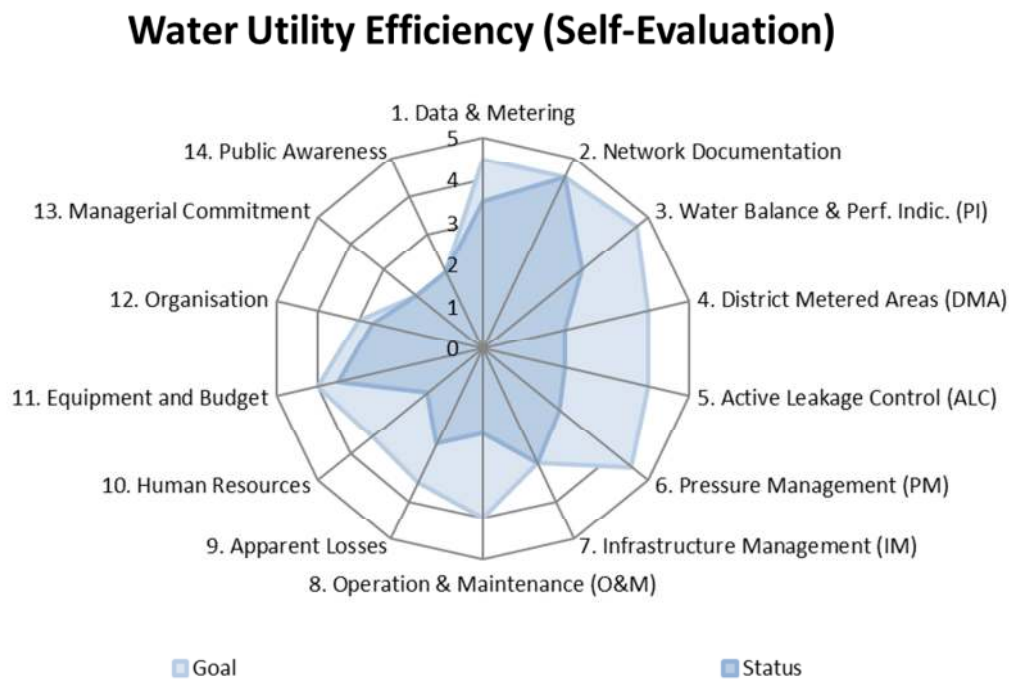 Water Utility Efficiency (Self-Evaluation)
1. Data & Metering
5
14. Public Awareness
2. Network Documentation
4
13. Managerial Commitment
3. Water Balance & Perf. Indic. (PI)
3
2
12. Organisation
4. District Metered Areas (DMA)
1
0
11. Equipment and Budget
5. Active Leakage Control (ALC)
10. Human Resources
6. Pressure Management (PM)
9. Apparent Losses
7. Infrastructure Management (IM)
8. Operation & Maintenance (O&M)
Goal
Status